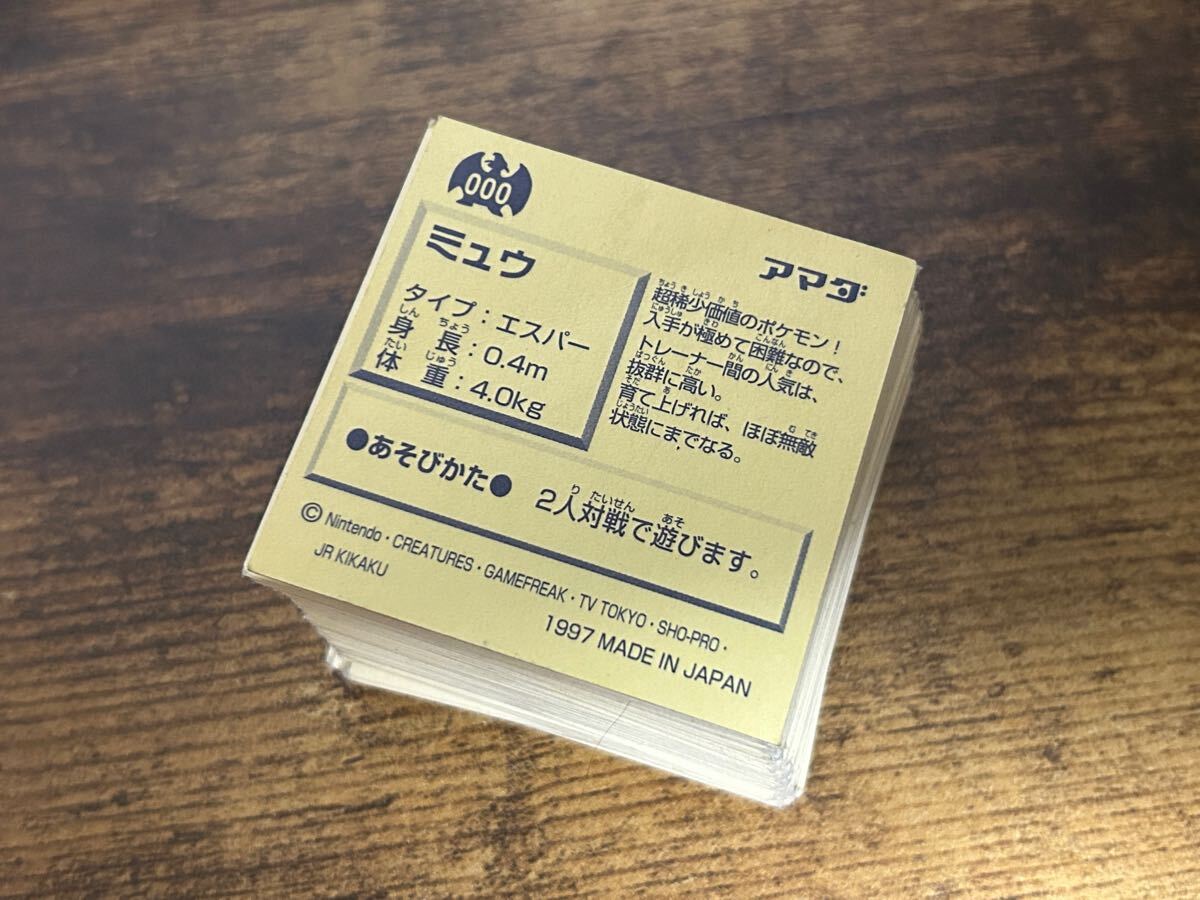 000
アマダ
ミュウ
タイプ：エスパー
身長：0.4m
体重：4.0kg
超稀少価値のポケモン！
入手が極めて困難なので、
トレーナー間の人気は、
抜群に高い。
育て上げれば、ほぼ無敵
状態にまでなる。
●あそびかた● 2人対戦で遊びます。
©Nintendo・CREATURES・GAMEFREAK・TV TOKYO・SHO-PRO・
JR KIKAKU
1997 MADE IN JAPAN